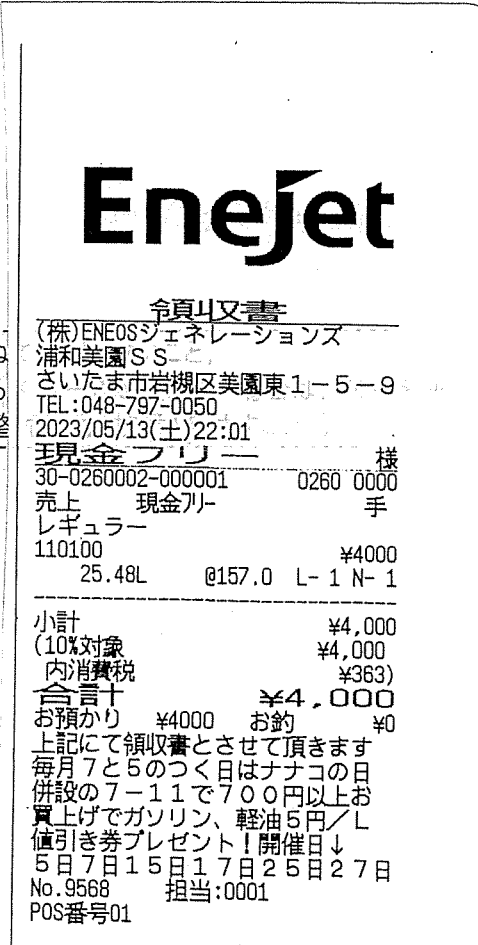 Enejet
領収書
(株)ENEOSジェネレーションズ
浦和美園SS
さいたま市岩槻区美園東1-5-9
TEL:048-797-0050
2023/05/13(土)22:01
現金フリー 様
30-0260002-000001 0260 0000
売上 現金フリー 手
レギュラー
110100 ¥4000
25.48L @157.0 L- 1 N- 1
小計 ¥4,000
(10%対象 ¥4,000
内消費税 ¥363)
合計 ¥4,000
お預かり ¥4000 お釣 ¥0
上記にて領収書とさせて頂きます
毎月7と5のつく日はナナコの日
併設の7-11で700円以上お
買上げでガソリン、軽油5円/L
値引き券プレゼント!開催日↓
5日7日15日17日25日27日
No.9568 担当:0001
POS番号01